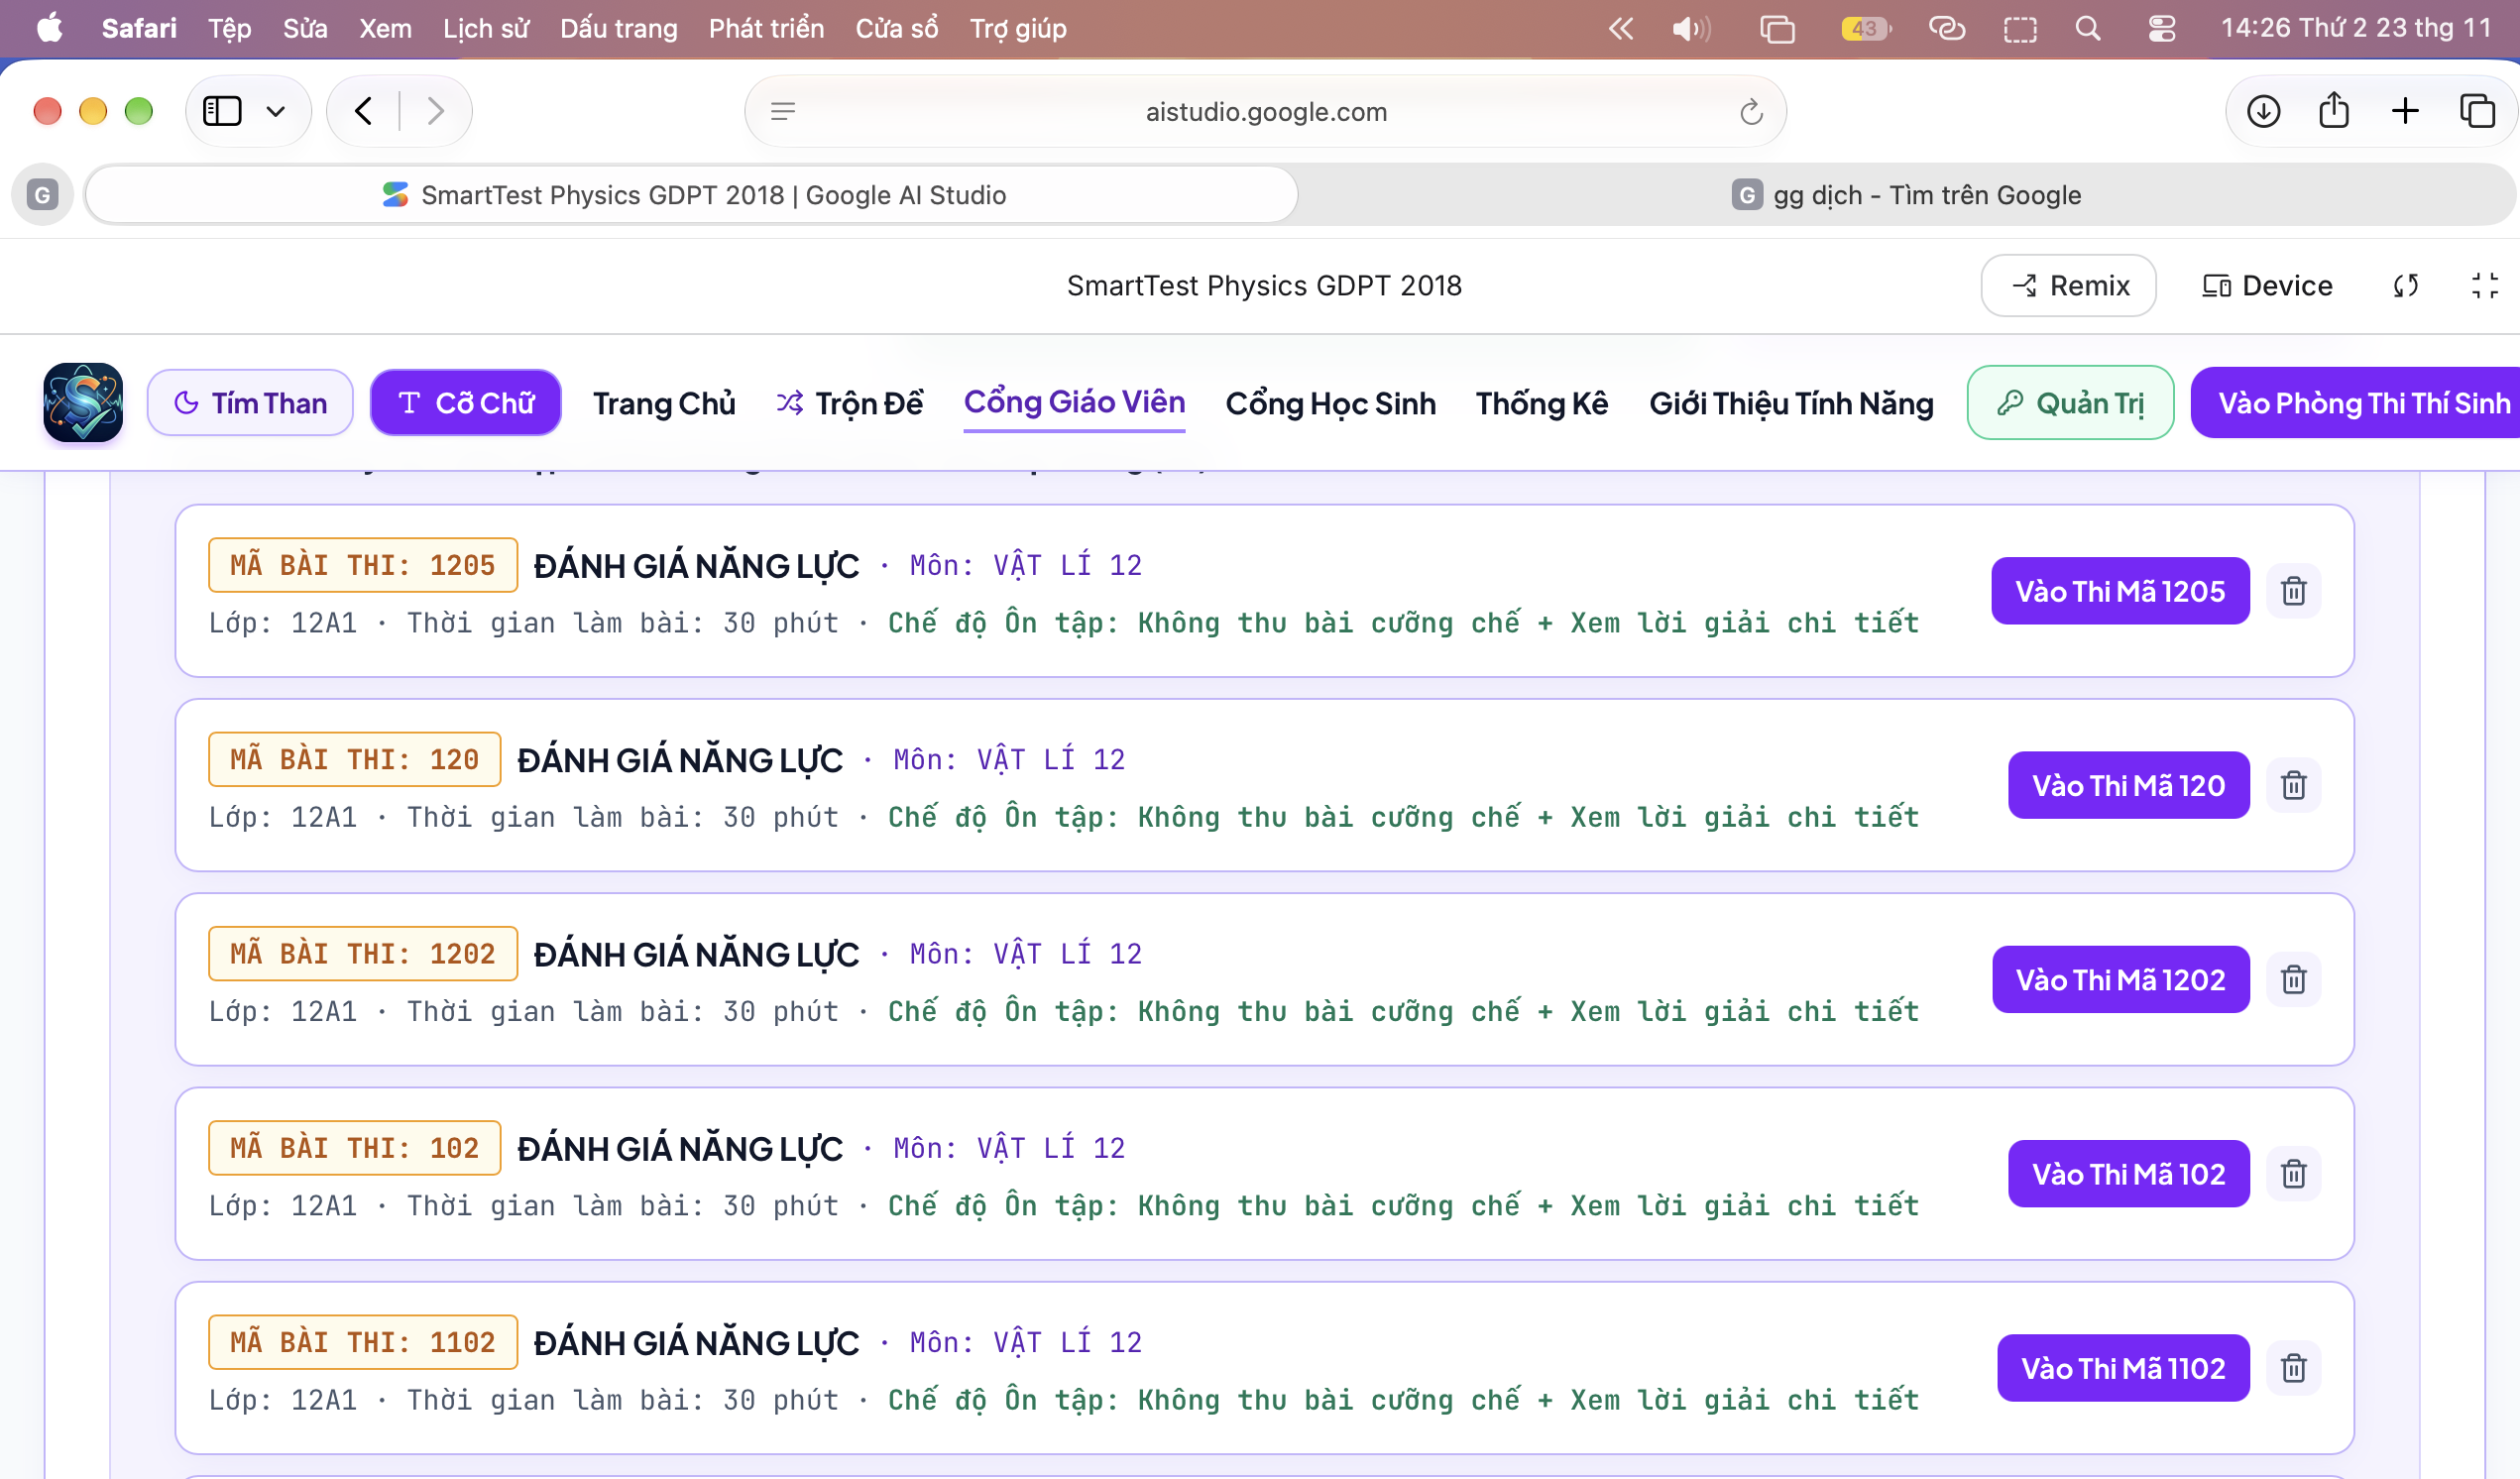 Safari Tệp Sửa Xem Lịch sử Dấu trang Phát triển Cửa sổ Trợ giúp 43 14:26 Thứ 2 23 thg 11
aistudio.google.com
G SmartTest Physics GDPT 2018 | Google AI Studio G gg dịch - Tìm trên Google
SmartTest Physics GDPT 2018 Remix Device
Tím Than Cỡ Chữ Trang Chủ Trộn Đề Cổng Giáo Viên Cổng Học Sinh Thống Kê Giới Thiệu Tính Năng Quản Trị Vào Phòng Thi Thí Sinh
MÃ BÀI THI: 1205 ĐÁNH GIÁ NĂNG LỰC · Môn: VẬT LÍ 12
Vào Thi Mã 1205
Lớp: 12A1 · Thời gian làm bài: 30 phút · Chế độ Ôn tập: Không thu bài cưỡng chế + Xem lời giải chi tiết
MÃ BÀI THI: 120 ĐÁNH GIÁ NĂNG LỰC · Môn: VẬT LÍ 12
Vào Thi Mã 120
Lớp: 12A1 · Thời gian làm bài: 30 phút · Chế độ Ôn tập: Không thu bài cưỡng chế + Xem lời giải chi tiết
MÃ BÀI THI: 1202 ĐÁNH GIÁ NĂNG LỰC · Môn: VẬT LÍ 12
Vào Thi Mã 1202
Lớp: 12A1 · Thời gian làm bài: 30 phút · Chế độ Ôn tập: Không thu bài cưỡng chế + Xem lời giải chi tiết
MÃ BÀI THI: 102 ĐÁNH GIÁ NĂNG LỰC · Môn: VẬT LÍ 12
Vào Thi Mã 102
Lớp: 12A1 · Thời gian làm bài: 30 phút · Chế độ Ôn tập: Không thu bài cưỡng chế + Xem lời giải chi tiết
MÃ BÀI THI: 1102 ĐÁNH GIÁ NĂNG LỰC · Môn: VẬT LÍ 12
Vào Thi Mã 1102
Lớp: 12A1 · Thời gian làm bài: 30 phút · Chế độ Ôn tập: Không thu bài cưỡng chế + Xem lời giải chi tiết